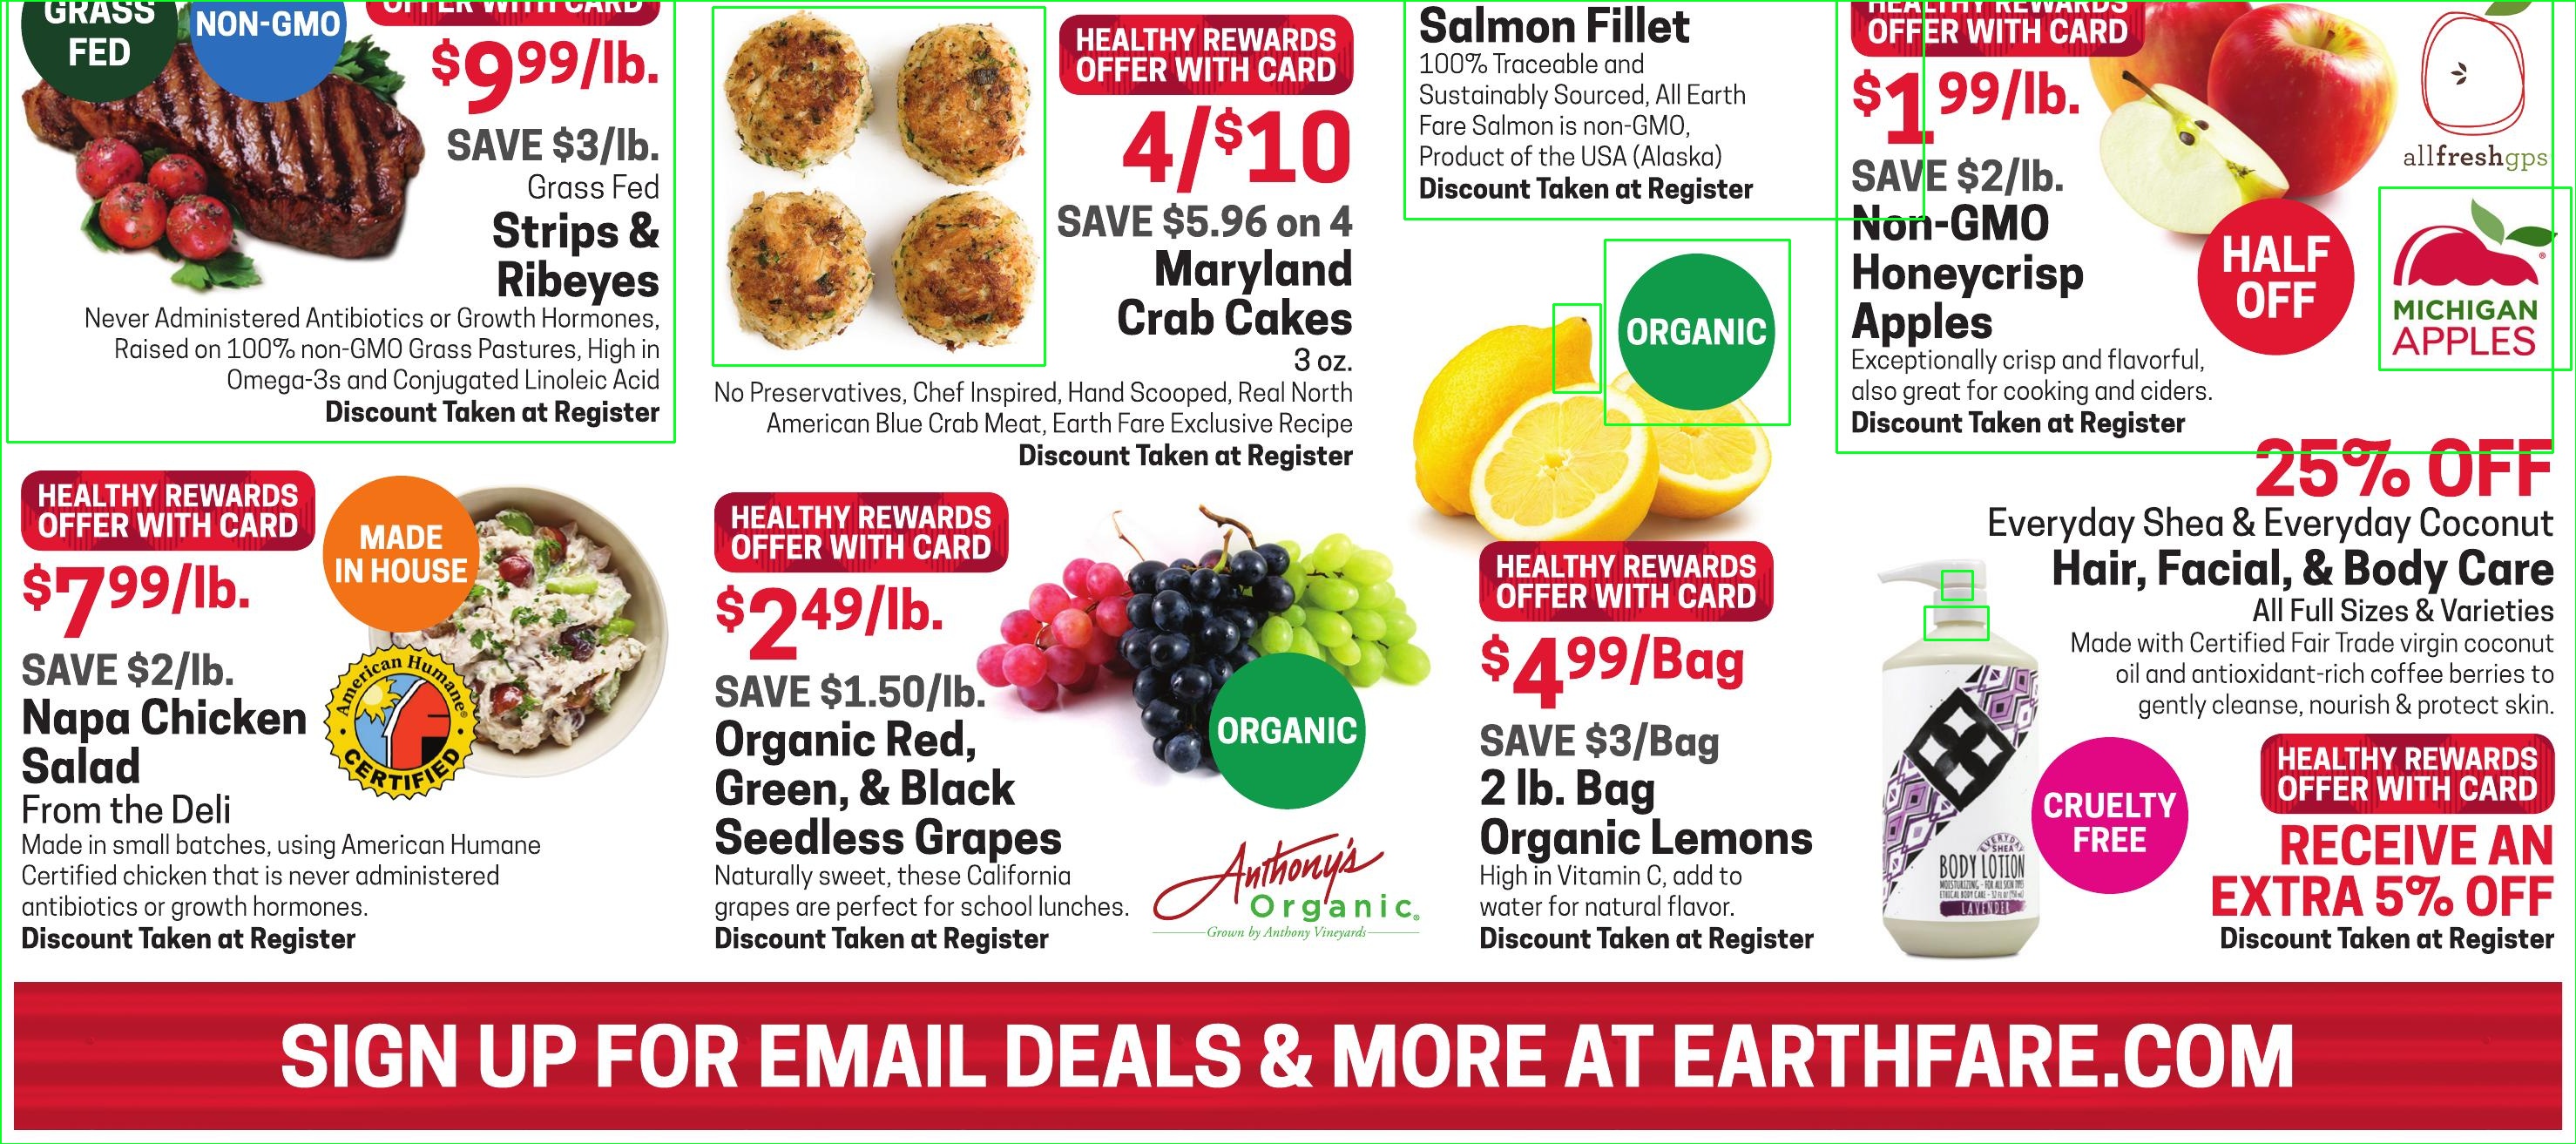 GRASS
FED
NON-GMO
OFFER WITH CARD
$9 99/lb.
SAVE $3/lb.
Grass Fed
Strips &
Ribeyes
Never Administered Antibiotics or Growth Hormones,
Raised on 100% non-GMO Grass Pastures, High in
Omega-3s and Conjugated Linoleic Acid
Discount Taken at Register
HEALTHY REWARDS
OFFER WITH CARD
4/$10
SAVE $5.96 on 4
Maryland
Crab Cakes
3 oz.
No Preservatives, Chef Inspired, Hand Scooped, Real North
American Blue Crab Meat, Earth Fare Exclusive Recipe
Discount Taken at Register
Salmon Fillet
100% Traceable and
Sustainably Sourced, All Earth
Fare Salmon is non-GMO,
Product of the USA (Alaska)
Discount Taken at Register
HEALTHY REWARDS
OFFER WITH CARD
$1 99/lb.
SAVE $2/lb.
Non-GMO
Honeycrisp
Apples
Exceptionally crisp and flavorful,
also great for cooking and ciders.
Discount Taken at Register
HALF
OFF
allfreshgps
MICHIGAN
APPLES
®
HEALTHY REWARDS
OFFER WITH CARD
$7 99/lb.
SAVE $2/lb.
Napa Chicken
Salad
From the Deli
Made in small batches, using American Humane
Certified chicken that is never administered
antibiotics or growth hormones.
Discount Taken at Register
MADE
IN HOUSE
American Humane®
CERTIFIED
HEALTHY REWARDS
OFFER WITH CARD
$2 49/lb.
SAVE $1.50/lb.
Organic Red,
Green, & Black
Seedless Grapes
Naturally sweet, these California
grapes are perfect for school lunches.
Discount Taken at Register
ORGANIC
Anthony's
Organic®
Grown by Anthony Vineyards
ORGANIC
HEALTHY REWARDS
OFFER WITH CARD
$4 99/Bag
SAVE $3/Bag
2 lb. Bag
Organic Lemons
High in Vitamin C, add to
water for natural flavor.
Discount Taken at Register
25% OFF
Everyday Shea & Everyday Coconut
Hair, Facial, & Body Care
All Full Sizes & Varieties
Made with Certified Fair Trade virgin coconut
oil and antioxidant-rich coffee berries to
gently cleanse, nourish & protect skin.
EVERYDAY
SHEA
BODY LOTION
MOISTURIZING - FOR ALL SKIN TYPES
LAVENDER
CRUELTY
FREE
HEALTHY REWARDS
OFFER WITH CARD
RECEIVE AN
EXTRA 5% OFF
Discount Taken at Register
SIGN UP FOR EMAIL DEALS & MORE AT EARTHFARE.COM